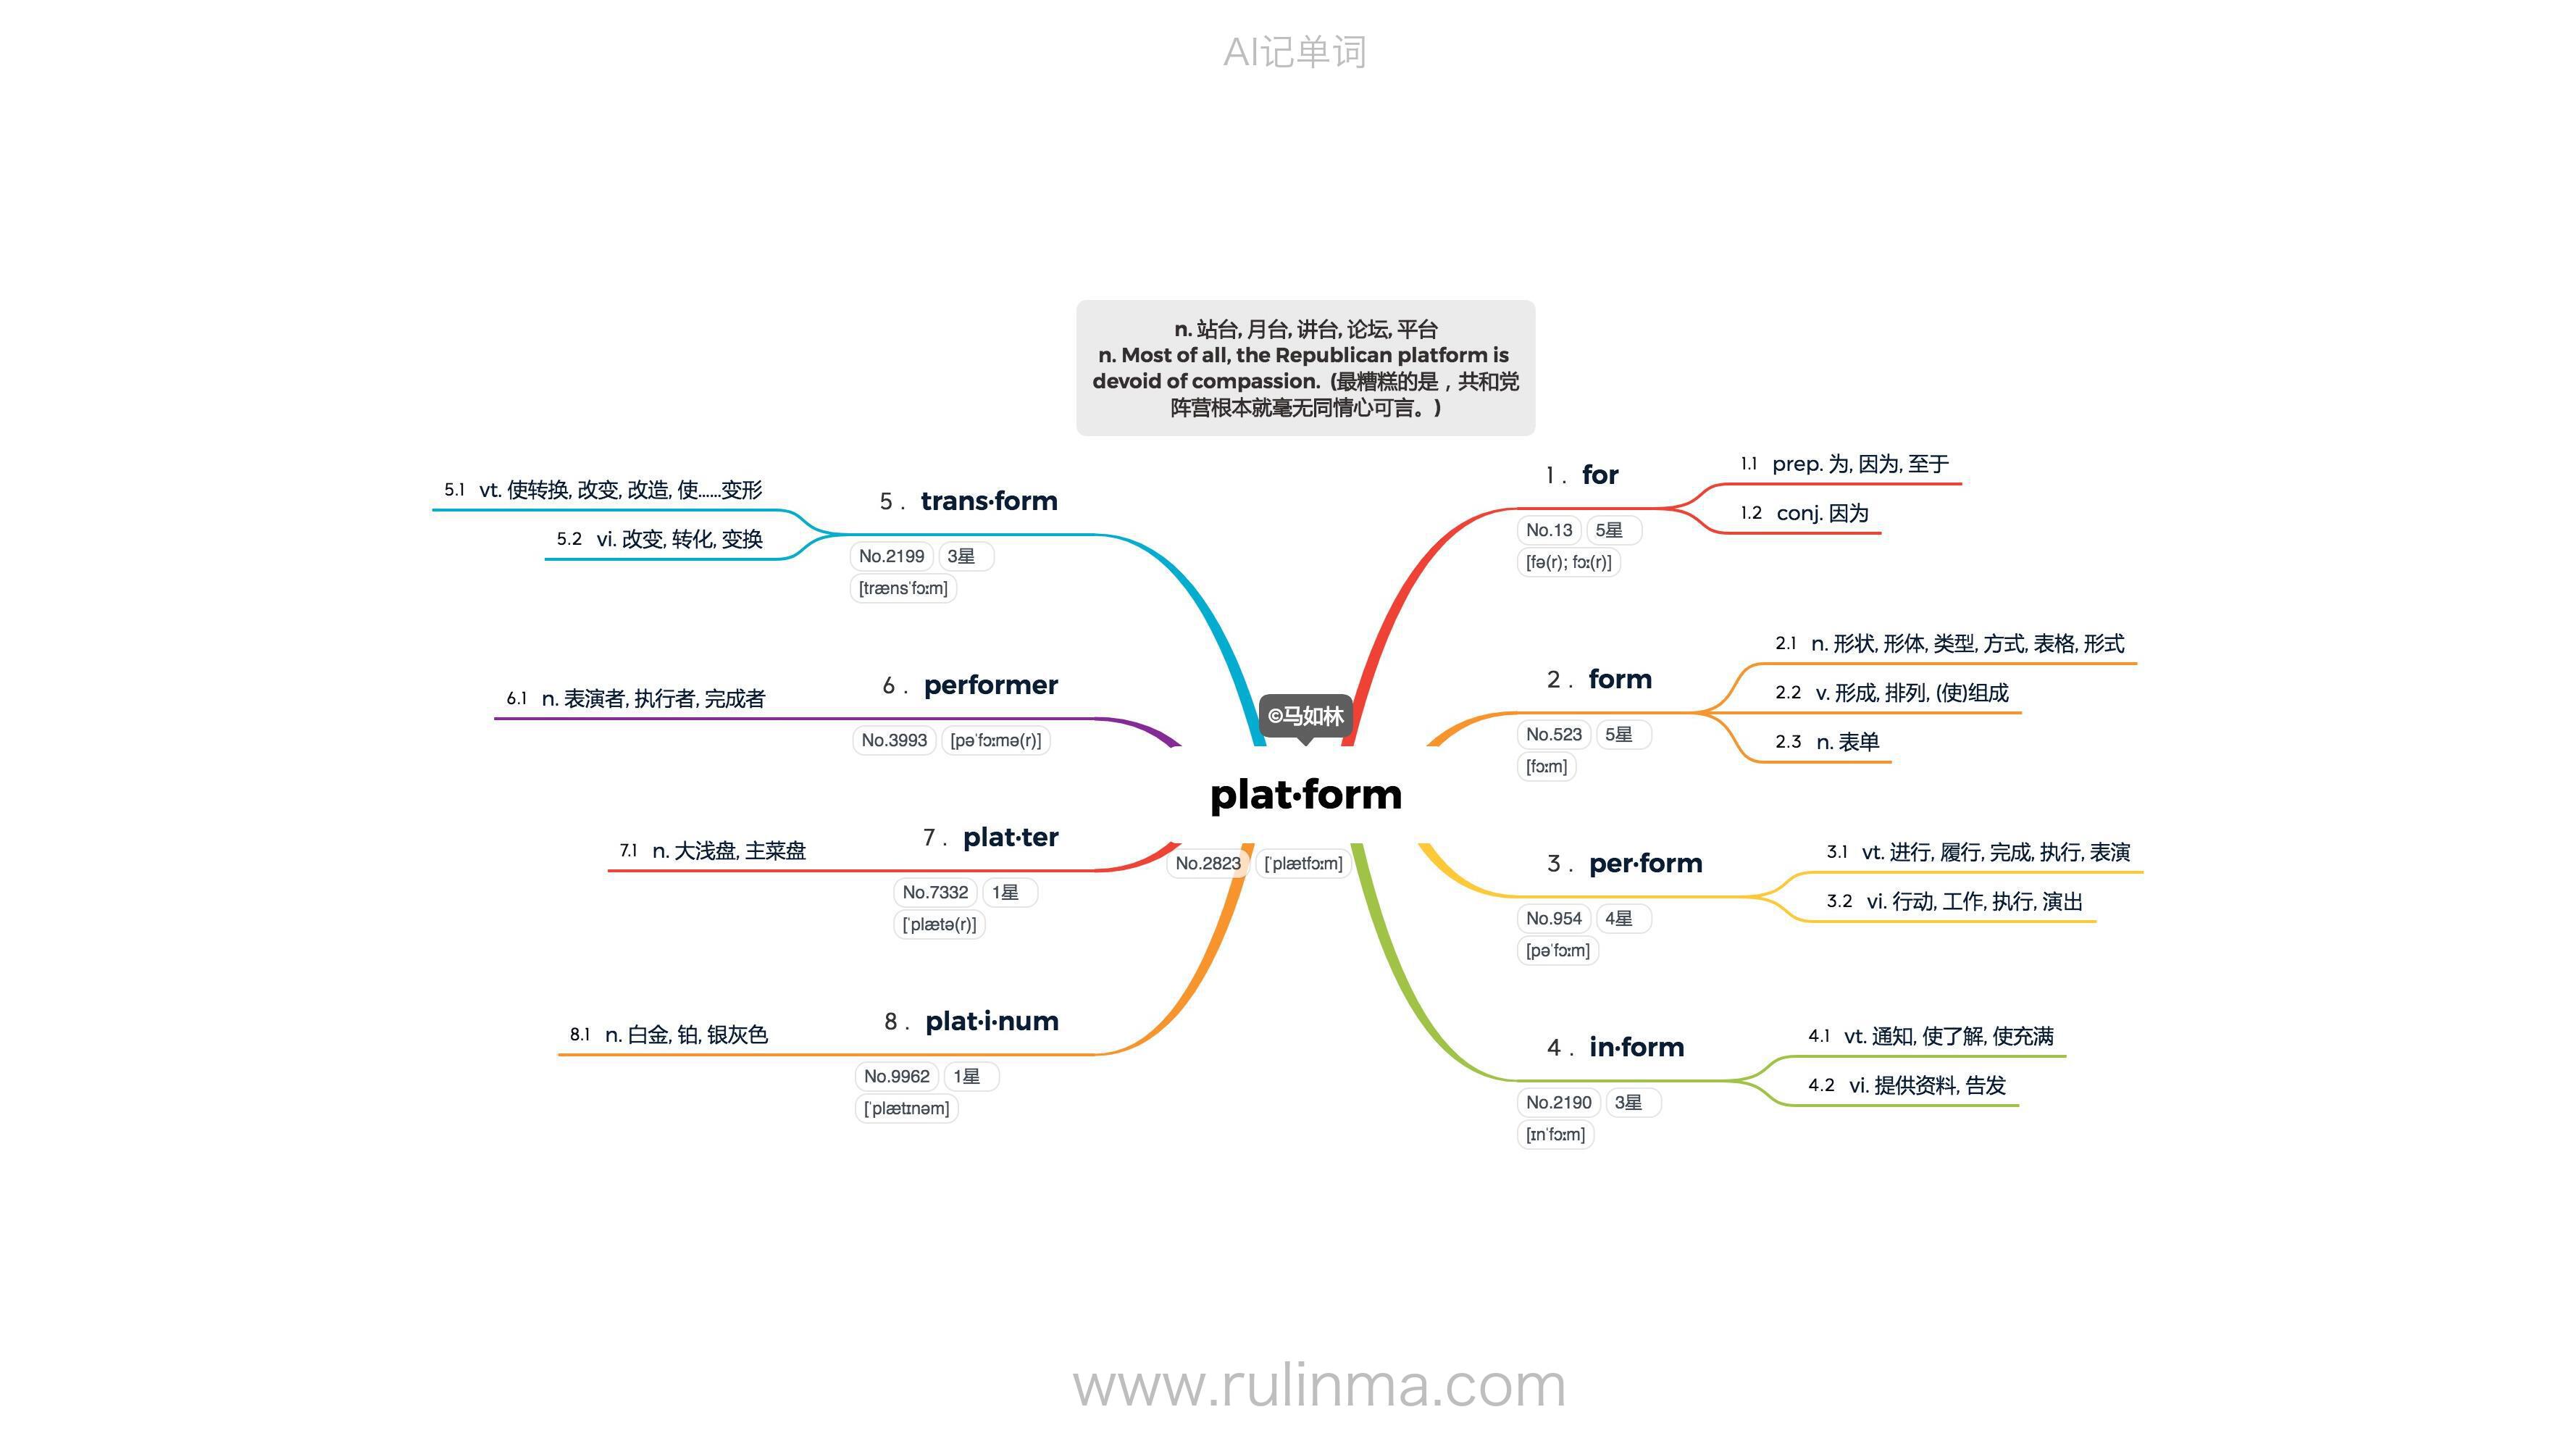 AI记单词
n. 站台, 月台, 讲台, 论坛, 平台
n. Most of all, the Republican platform is
devoid of compassion. (最糟糕的是，共和党
阵营根本就毫无同情心可言。)
©马如林
plat·form
No.2823 [ˈplætfɔːm]
1. for
No.13 5星
[fə(r); fɔː(r)]
1.1 prep. 为, 因为, 至于
1.2 conj. 因为
2. form
No.523 5星
[fɔːm]
2.1 n. 形状, 形体, 类型, 方式, 表格, 形式
2.2 v. 形成, 排列, (使)组成
2.3 n. 表单
3. per·form
No.954 4星
[pəˈfɔːm]
3.1 vt. 进行, 履行, 完成, 执行, 表演
3.2 vi. 行动, 工作, 执行, 演出
4. in·form
No.2190 3星
[ɪnˈfɔːm]
4.1 vt. 通知, 使了解, 使充满
4.2 vi. 提供资料, 告发
5. trans·form
No.2199 3星
[trænsˈfɔːm]
5.1 vt. 使转换, 改变, 改造, 使……变形
5.2 vi. 改变, 转化, 变换
6. performer
No.3993 [pəˈfɔːmə(r)]
6.1 n. 表演者, 执行者, 完成者
7. plat·ter
No.7332 1星
[ˈplætə(r)]
7.1 n. 大浅盘, 主菜盘
8. plat·i·num
No.9962 1星
[ˈplætɪnəm]
8.1 n. 白金, 铂, 银灰色
www.rulinma.com